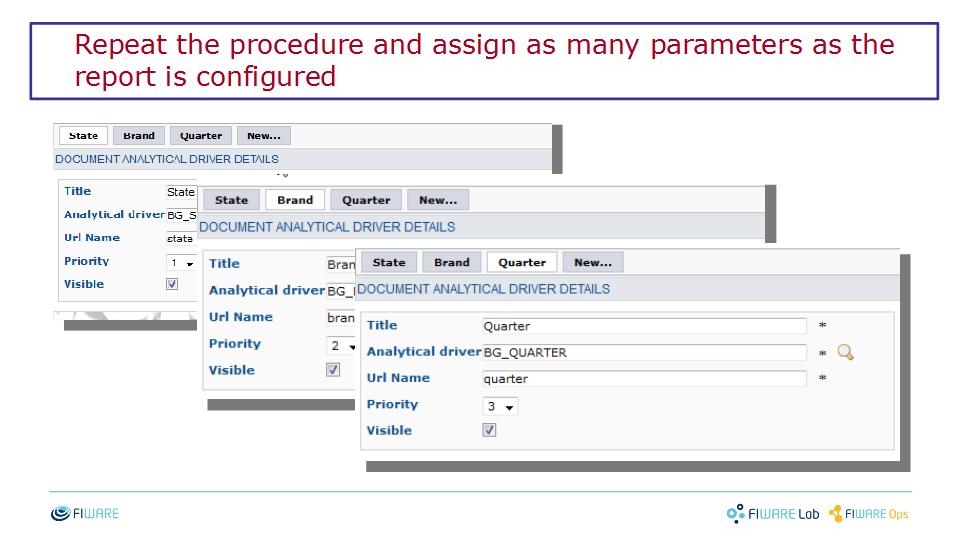 Repeat the procedure and assign as many parameters as the
report is configured
State Brand Quarter New...
DOCUMENT ANALYTICAL DRIVER DETAILS
Title State
Analytical driver BG_S
Url Name state
Priority 1
Visible
State Brand Quarter New...
DOCUMENT ANALYTICAL DRIVER DETAILS
Title Bran
Analytical driver BG_
Url Name bran
Priority 2
Visible
State Brand Quarter New...
DOCUMENT ANALYTICAL DRIVER DETAILS
Title Quarter *
Analytical driver BG_QUARTER *
Url Name quarter *
Priority 3
Visible
FIWARE
FIWARE Lab
FIWARE Ops